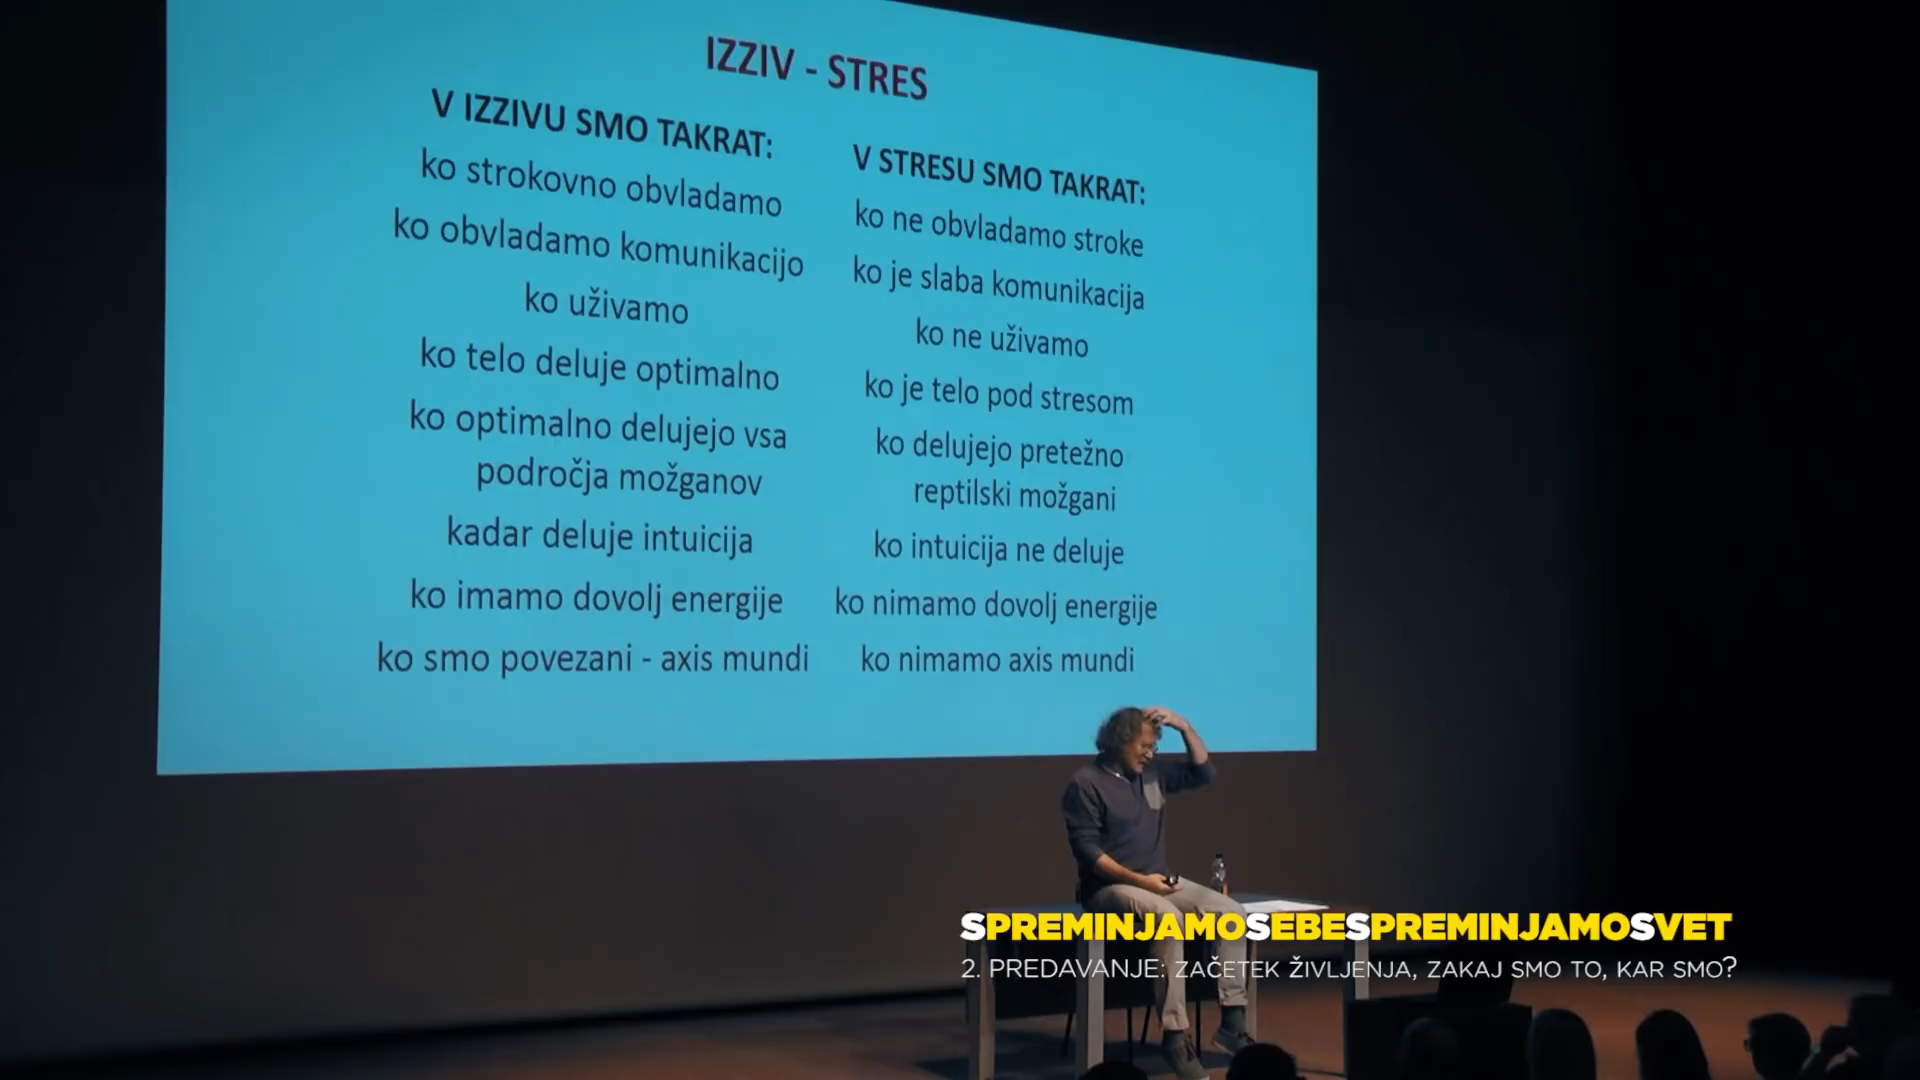 IZZIV - STRES
V IZZIVU SMO TAKRAT:
ko strokovno obvladamo
ko obvladamo komunikacijo
ko uživamo
ko telo deluje optimalno
ko optimalno delujejo vsa
področja možganov
kadar deluje intuicija
ko imamo dovolj energije
ko smo povezani - axis mundi
V STRESU SMO TAKRAT:
ko ne obvladamo stroke
ko je slaba komunikacija
ko ne uživamo
ko je telo pod stresom
ko delujejo pretežno
reptilski možgani
ko intuicija ne deluje
ko nimamo dovolj energije
ko nimamo axis mundi
SPREMINJAMOSEBESPREMINJAMOSVET
2. PREDAVANJE: ZAČETEK ŽIVLJENJA, ZAKAJ SMO TO, KAR SMO?